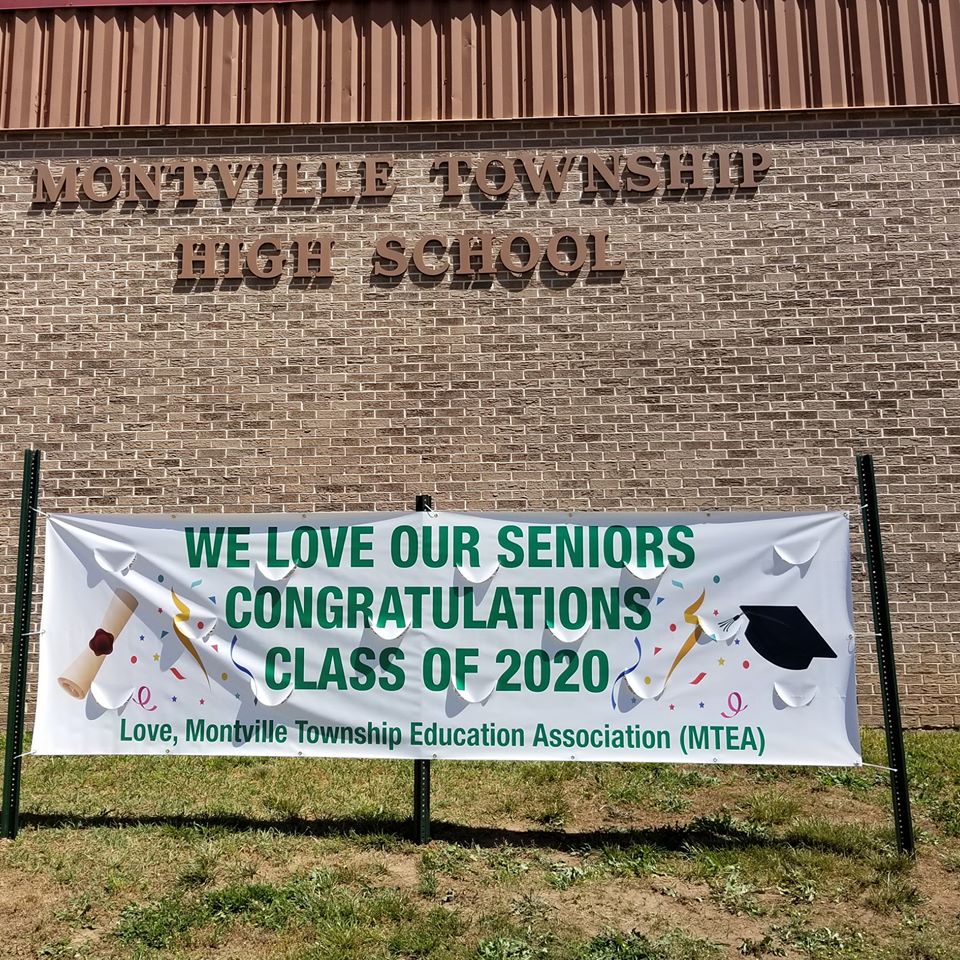 MONTVILLE TOWNSHIP
HIGH SCHOOL
WE LOVE OUR SENIORS
CONGRATULATIONS
CLASS OF 2020
Love, Montville Township Education Association (MTEA)